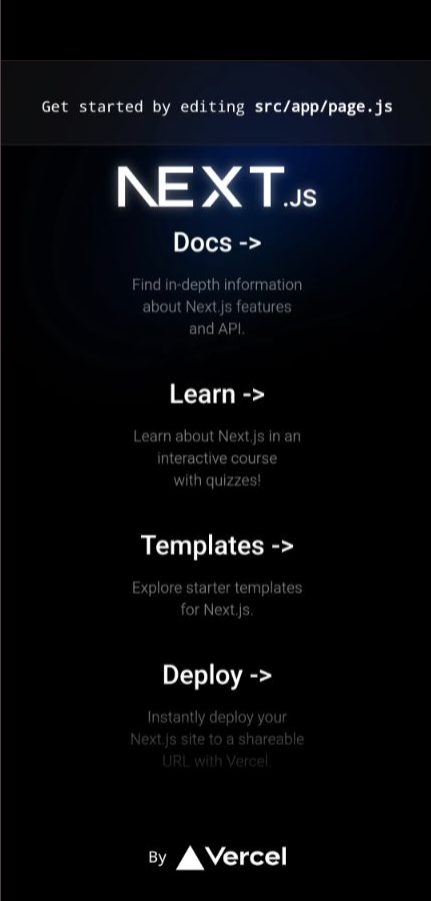 Get started by editing src/app/page.js
NEXT.JS
Docs ->
Find in-depth information
about Next.js features
and API.
Learn ->
Learn about Next.js in an
interactive course
with quizzes!
Templates ->
Explore starter templates
for Next.js.
Deploy ->
Instantly deploy your
Next.js site to a shareable
URL with Vercel.
By Vercel